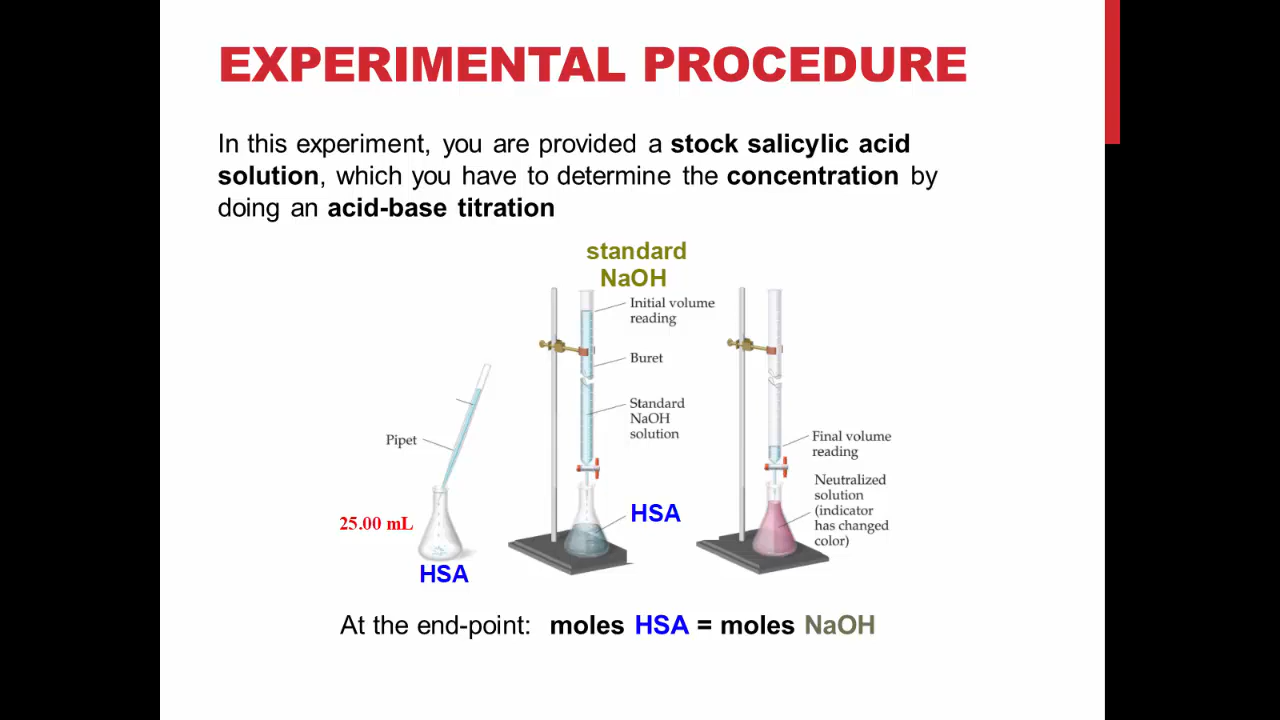 EXPERIMENTAL PROCEDURE
In this experiment, you are provided a stock salicylic acid
solution, which you have to determine the concentration by
doing an acid-base titration
standard
NaOH
Initial volume
reading
Buret
Standard
NaOH
solution
Pipet
Final volume
reading
Neutralized
solution
(indicator
has changed
color)
25.00 mL
HSA
HSA
At the end-point: moles HSA = moles NaOH